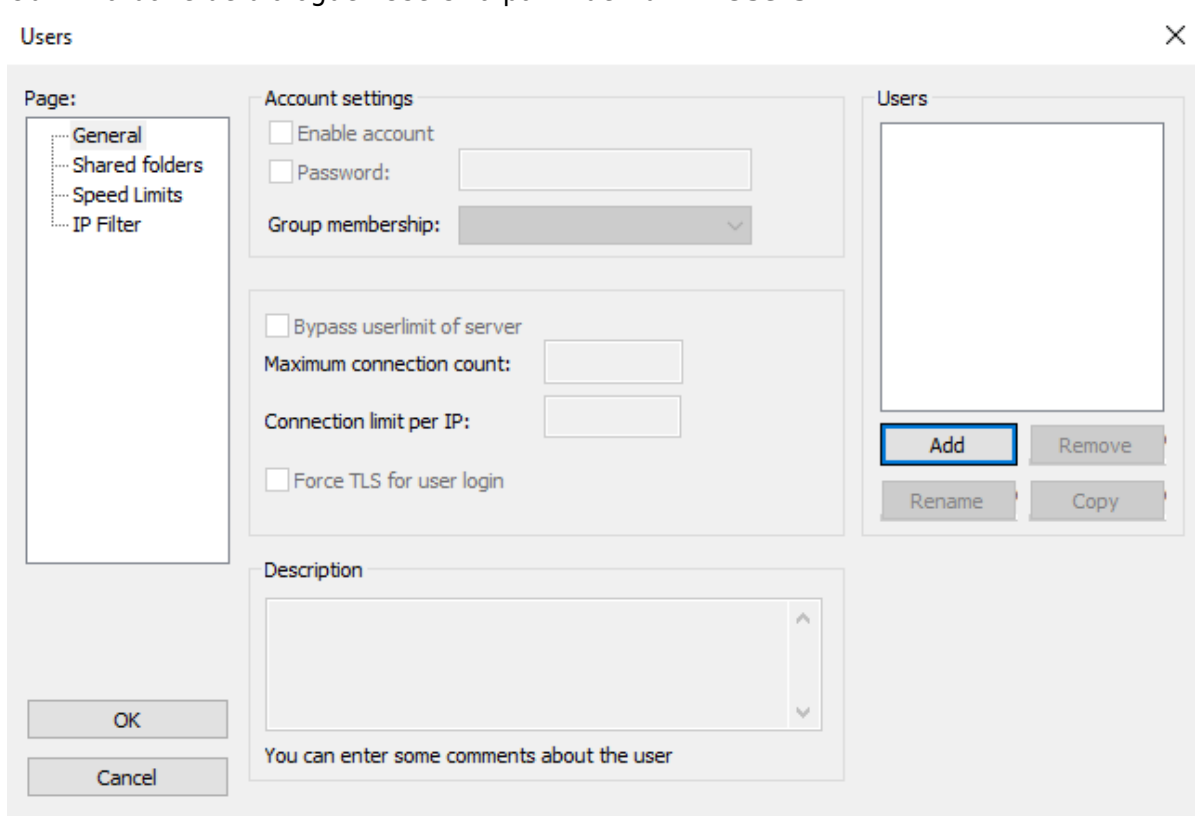 Users
Page:
General
Shared folders
Speed Limits
IP Filter
OK
Cancel
Account settings
Enable account
Password:
Group membership:
Bypass userlimit of server
Maximum connection count:
Connection limit per IP:
Force TLS for user login
Description
You can enter some comments about the user
Users
Add
Remove
Rename
Copy